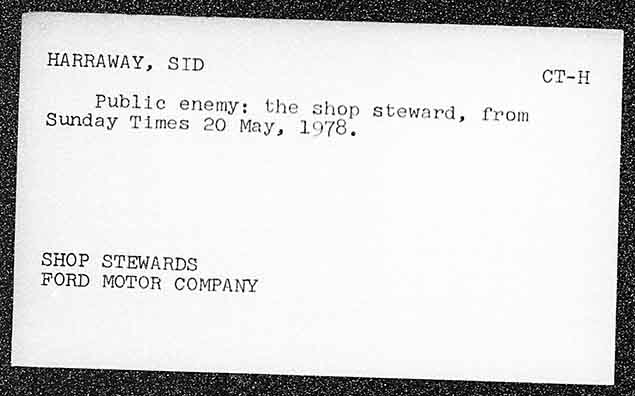 HARRAWAY, SID
CT-H
Public enemy: the shop steward, from
Sunday Times 20 May, 1978.
SHOP STEWARDS
FORD MOTOR COMPANY